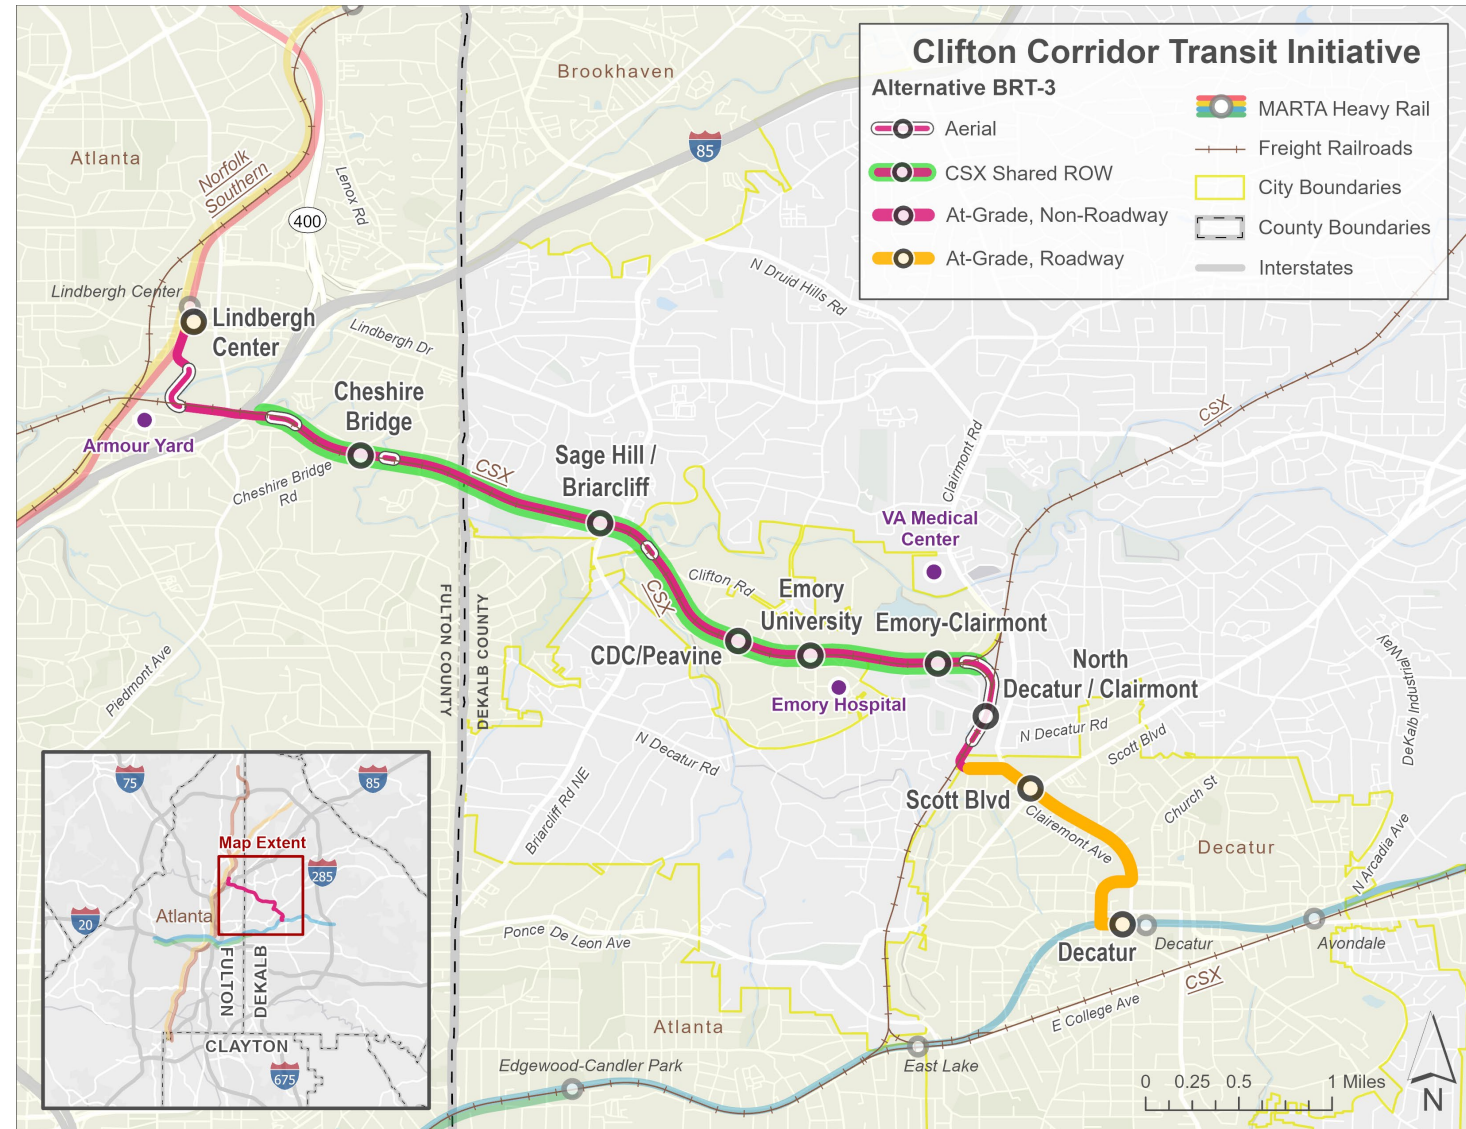 Clifton Corridor Transit Initiative
Alternative BRT-3
Aerial
CSX Shared ROW
At-Grade, Non-Roadway
At-Grade, Roadway
MARTA Heavy Rail
Freight Railroads
City Boundaries
County Boundaries
Interstates
Brookhaven
Atlanta
85
Norfolk
Southern
Lenox Rd
400
N Druid Hills Rd
Lindbergh Center
Lindbergh
Center
Lindbergh Dr
Cheshire
Bridge
Armour Yard
Cheshire Bridge
Rd
CSX
CSX
Sage Hill /
Briarcliff
Clairmont Rd
VA Medical
Center
Clifton Rd
CSX
Emory
University
Emory-Clairmont
CDC/Peavine
Emory Hospital
North
Decatur / Clairmont
FULTON COUNTY
DEKALB COUNTY
Piedmont Ave
N Decatur Rd
N Decatur Rd
Scott Blvd
DeKalb Industrial Way
Briarcliff Rd NE
Scott Blvd
Clairemont Ave
Church St
Decatur
N Arcadia Ave
Ponce De Leon Ave
Decatur
Decatur
Avondale
CSX
E College Ave
Atlanta
East Lake
Edgewood-Candler Park
75
85
Map Extent
285
Atlanta
20
FULTON
DEKALB
CLAYTON
675
0 0.25 0.5 1 Miles
N